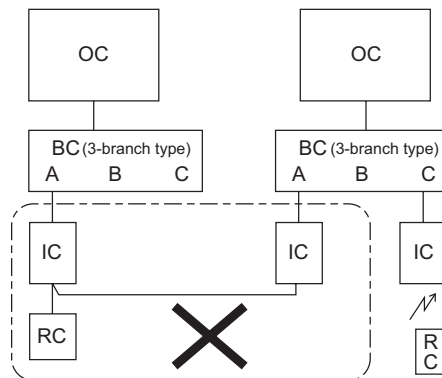 OC
OC
BC (3-branch type)
A B C
BC (3-branch type)
A B C
IC
IC
IC
RC
R
C